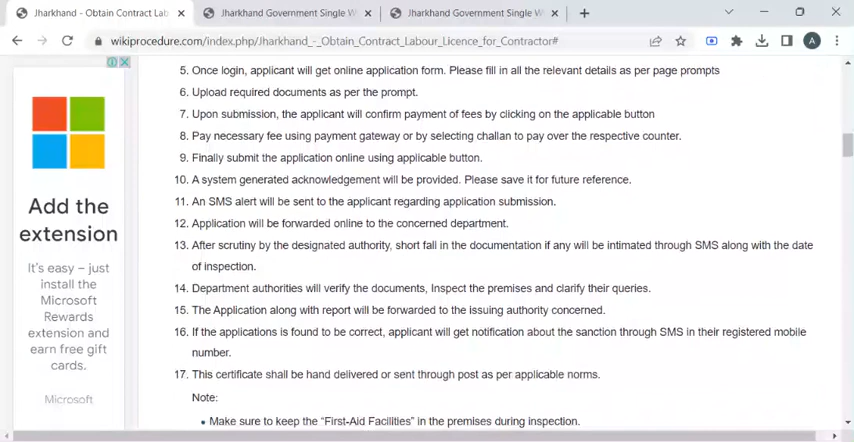 Jharkhand - Obtain Contract Lab
Jharkhand Government Single W
Jharkhand Government Single W
wikiprocedure.com/index.php/Jharkhand_-_Obtain_Contract_Labour_Licence_for_Contractor#
A
Add the
extension
It's easy – just
install the
Microsoft
Rewards
extension and
earn free gift
cards.
Microsoft
5. Once login, applicant will get online application form. Please fill in all the relevant details as per page prompts
6. Upload required documents as per the prompt.
7. Upon submission, the applicant will confirm payment of fees by clicking on the applicable button
8. Pay necessary fee using payment gateway or by selecting challan to pay over the respective counter.
9. Finally submit the application online using applicable button.
10. A system generated acknowledgement will be provided. Please save it for future reference.
11. An SMS alert will be sent to the applicant regarding application submission.
12. Application will be forwarded online to the concerned department.
13. After scrutiny by the designated authority, short fall in the documentation if any will be intimated through SMS along with the date
of inspection.
14. Department authorities will verify the documents, Inspect the premises and clarify their queries.
15. The Application along with report will be forwarded to the issuing authority concerned.
16. If the applications is found to be correct, applicant will get notification about the sanction through SMS in their registered mobile
number.
17. This certificate shall be hand delivered or sent through post as per applicable norms.
Note:
• Make sure to keep the “First-Aid Facilities” in the premises during inspection.